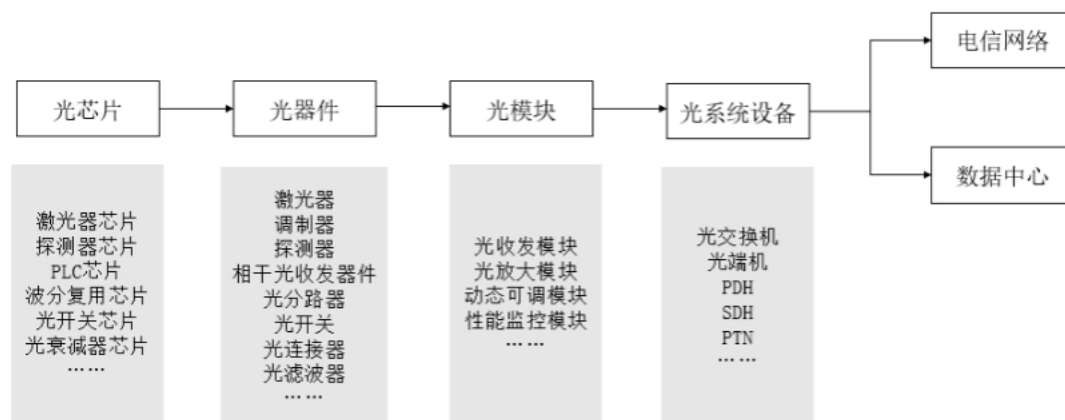 光芯片
光器件
光模块
光系统设备
电信网络
数据中心
激光器芯片
探测器芯片
PLC芯片
波分复用芯片
光开关芯片
光衰减器芯片
……
激光器
调制器
探测器
相干光收发器件
光分路器
光开关
光连接器
光滤波器
……
光收发模块
光放大模块
动态可调模块
性能监控模块
……
光交换机
光端机
PDH
SDH
PTN
……